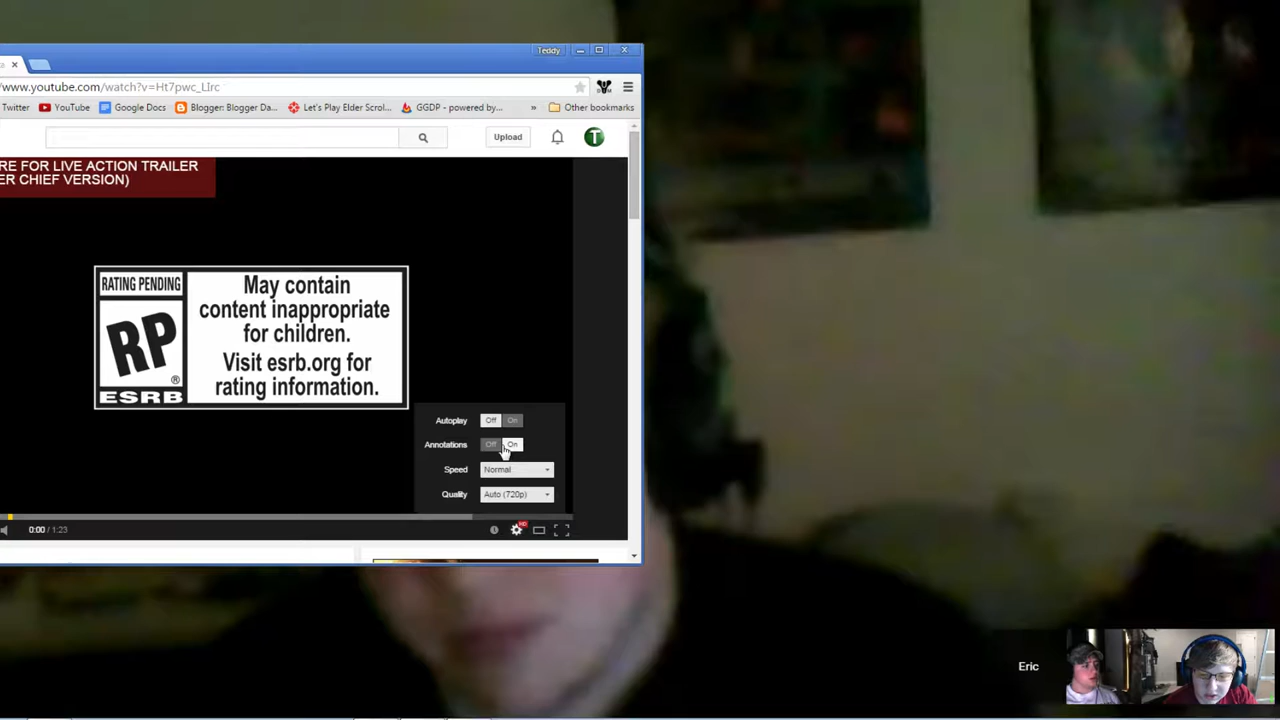 Teddy
/www.youtube.com/watch?v=Ht7pwc_LIrc
Twitter YouTube Google Docs Blogger: Blogger Da... Let's Play Elder Scrol... GGDP - powered by... » Other bookmarks
Upload T
RE FOR LIVE ACTION TRAILER
ER CHIEF VERSION)
RATING PENDING
RP
®
ESRB
May contain
content inappropriate
for children.
Visit esrb.org for
rating information.
Autoplay Off On
Annotations Off On
Speed Normal
Quality Auto (720p)
0:00 / 1:23
HD
Eric